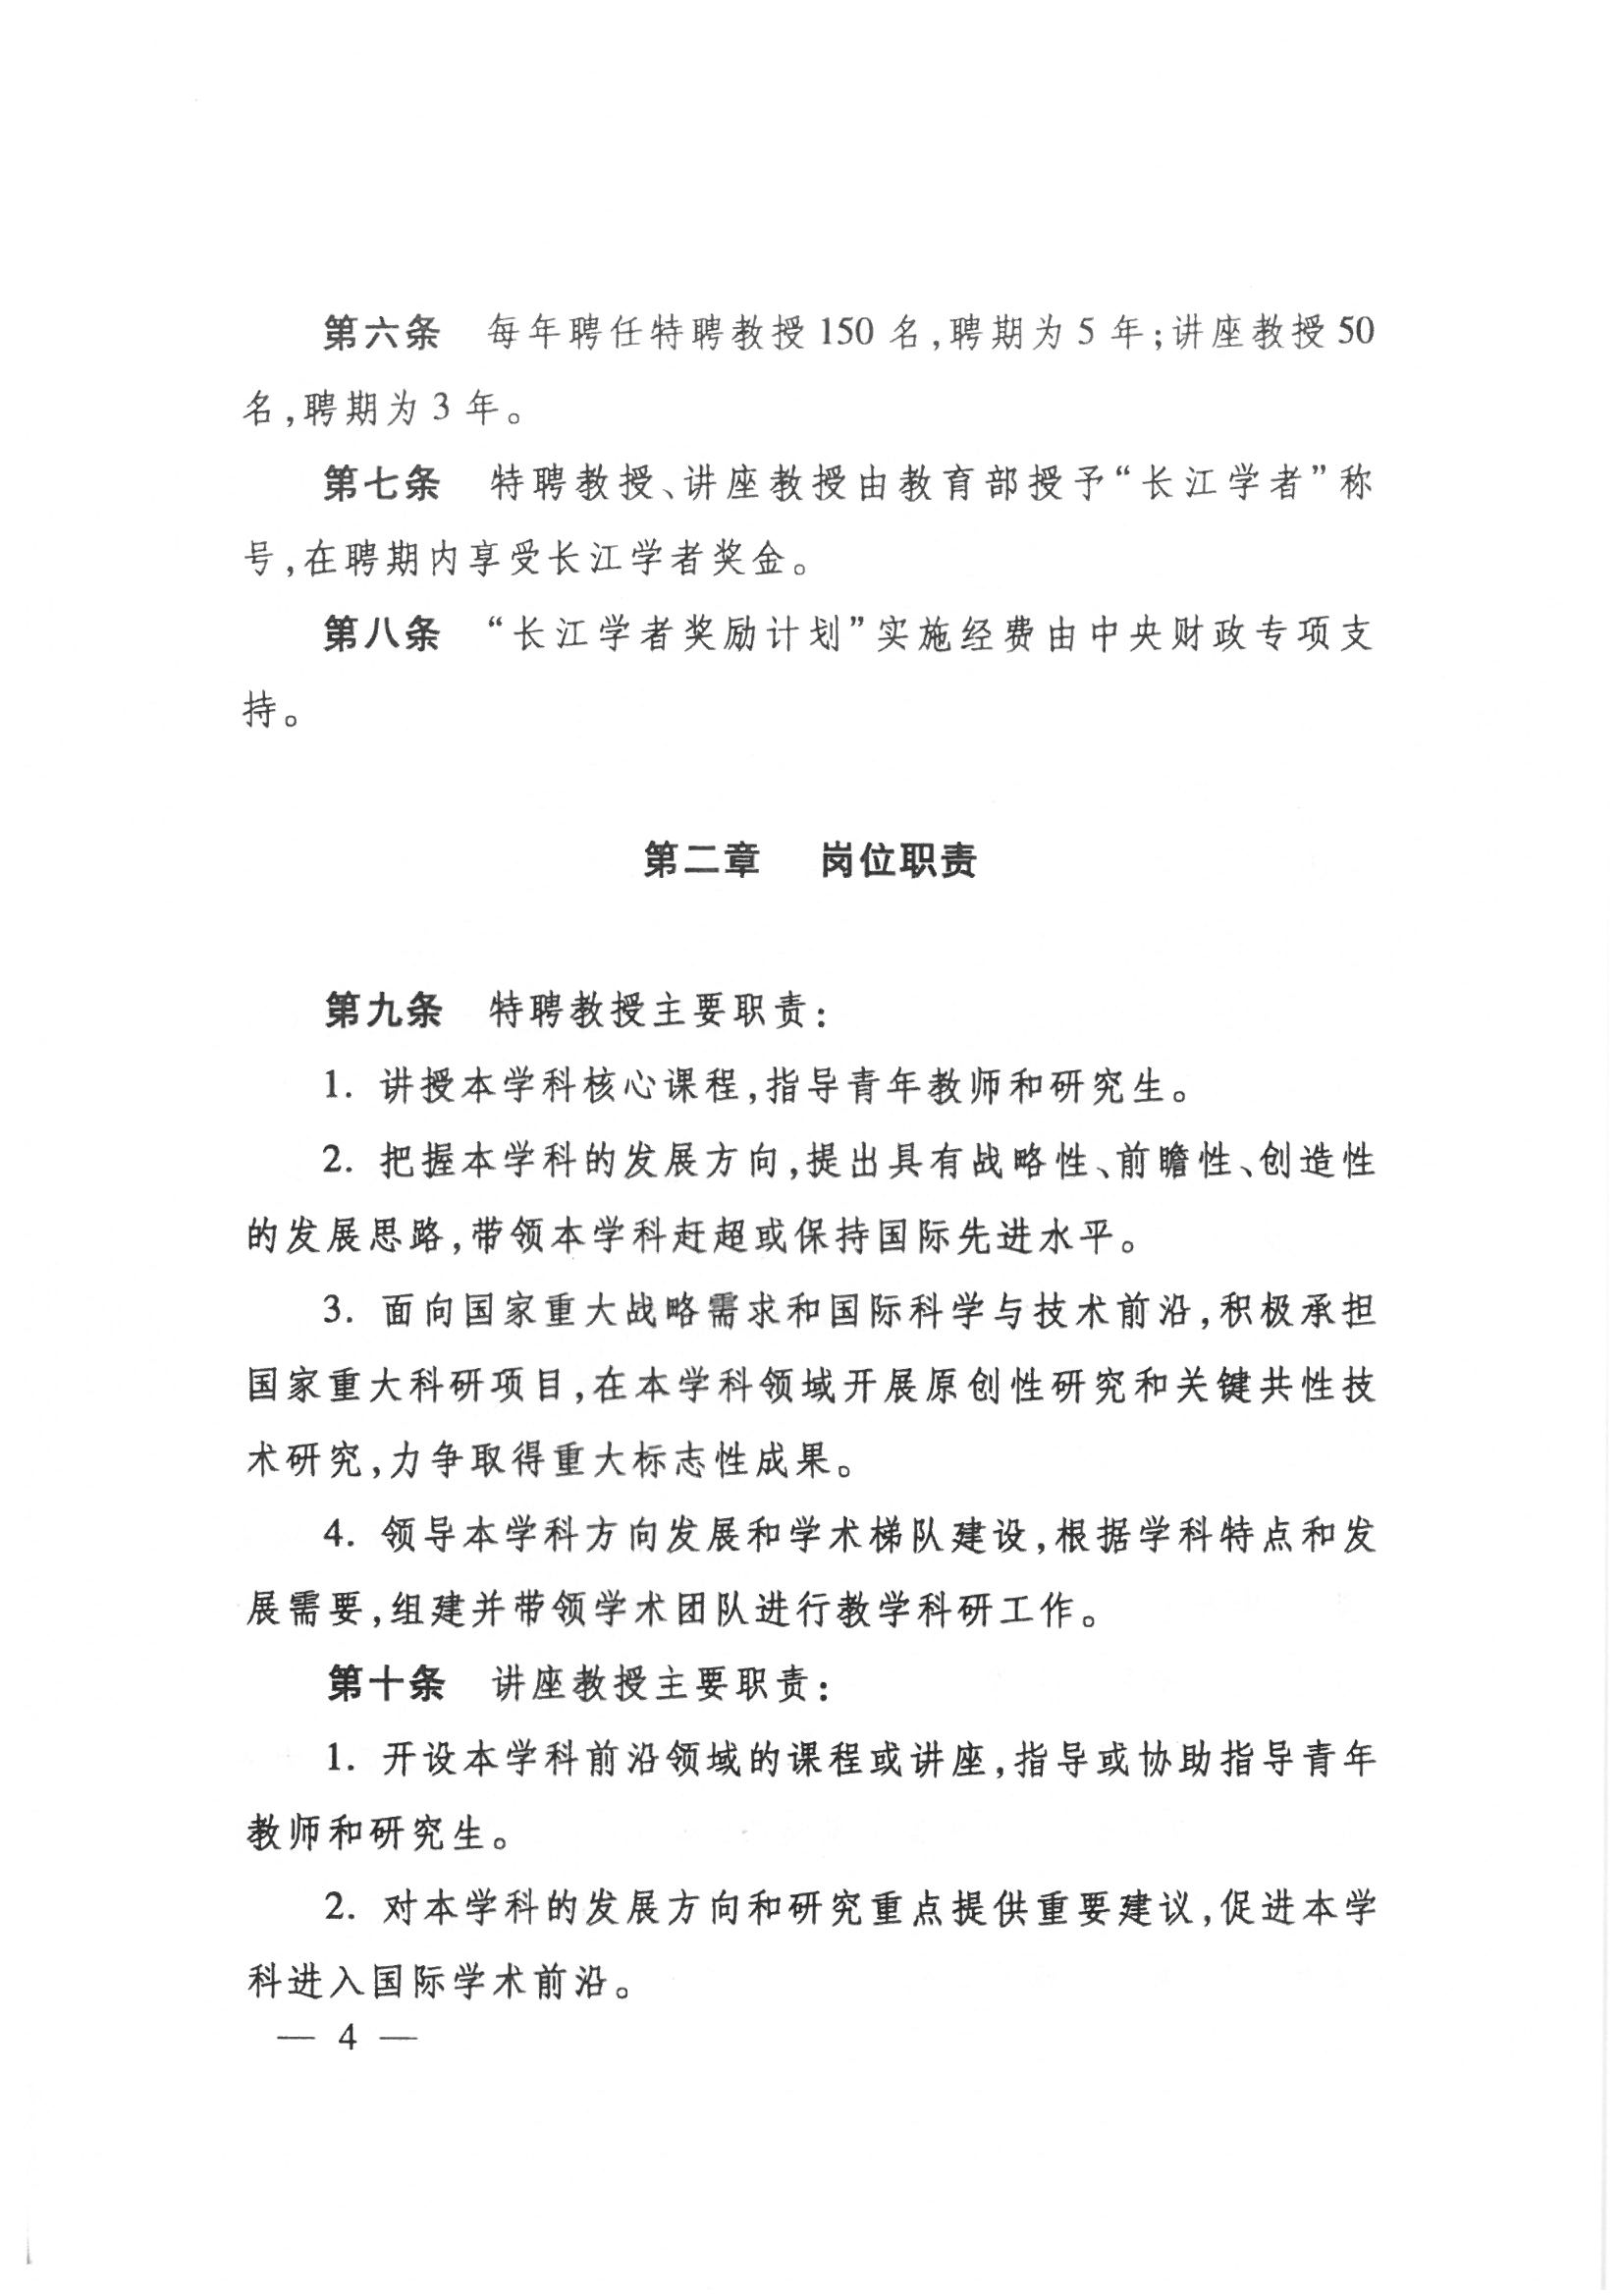 第六条 每年聘任特聘教授150名,聘期为5年;讲座教授50
名,聘期为3年。
第七条 特聘教授、讲座教授由教育部授予“长江学者”称
号,在聘期内享受长江学者奖金。
第八条 “长江学者奖励计划”实施经费由中央财政专项支
持。
第二章 岗位职责
第九条 特聘教授主要职责:
1. 讲授本学科核心课程,指导青年教师和研究生。
2. 把握本学科的发展方向,提出具有战略性、前瞻性、创造性
的发展思路,带领本学科赶超或保持国际先进水平。
3. 面向国家重大战略需求和国际科学与技术前沿,积极承担
国家重大科研项目,在本学科领域开展原创性研究和关键共性技
术研究,力争取得重大标志性成果。
4. 领导本学科方向发展和学术梯队建设,根据学科特点和发
展需要,组建并带领学术团队进行教学科研工作。
第十条 讲座教授主要职责:
1. 开设本学科前沿领域的课程或讲座,指导或协助指导青年
教师和研究生。
2. 对本学科的发展方向和研究重点提供重要建议,促进本学
科进入国际学术前沿。
— 4 —